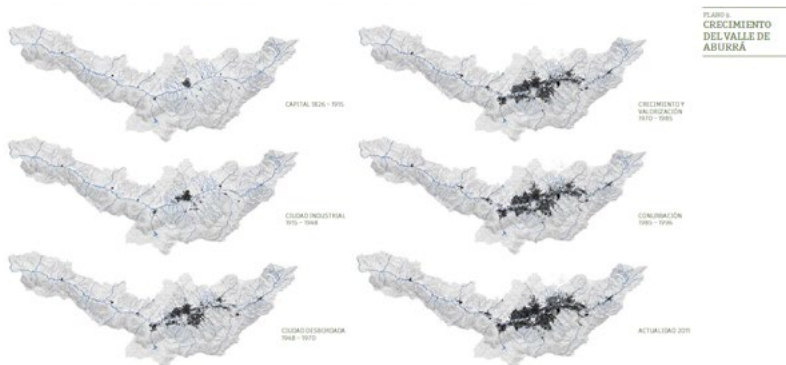 PLANO 6.
CRECIMIENTO
DEL VALLE DE
ABURRÁ
CAPITAL 1826 - 1915
CRECIMIENTO Y
VALORIZACIÓN
1970 - 1985
CIUDAD INDUSTRIAL
1915 - 1948
CONURBACIÓN
1985 - 1996
CIUDAD DESBORDADA
1948 - 1970
ACTUALIDAD 2011